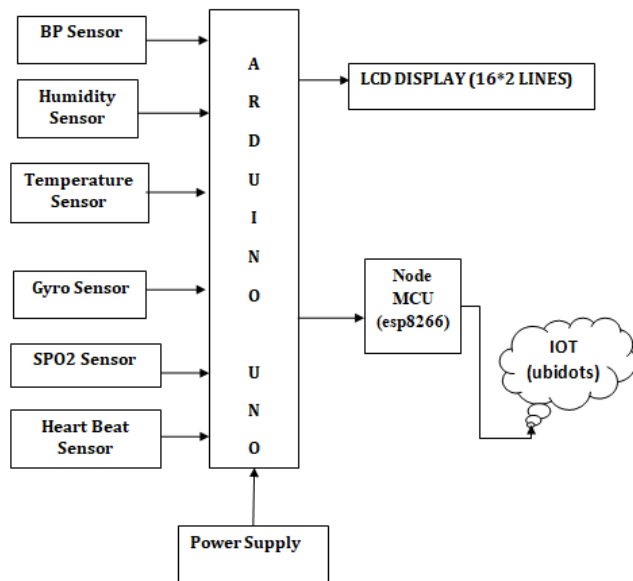 BP Sensor
Humidity
Sensor
Temperature
Sensor
Gyro Sensor
SPO2 Sensor
Heart Beat
Sensor
A
R
D
U
I
N
O
U
N
O
Power Supply
LCD DISPLAY (16*2 LINES)
Node
MCU
(esp8266)
IOT
(ubidots)